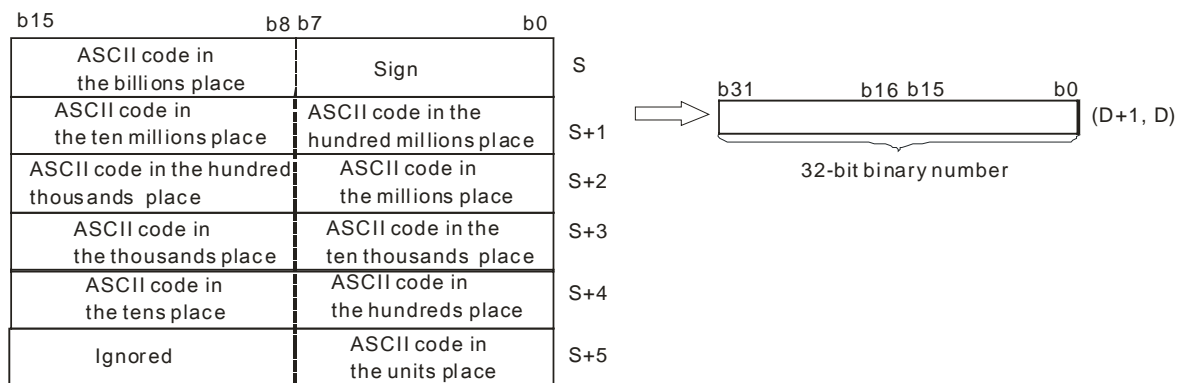 b15 b8 b7 b0
ASCII code in
the billions place
Sign
S
ASCII code in
the ten millions place
ASCII code in the
hundred millions place
S+1
ASCII code in the hundred
thousands place
ASCII code in
the millions place
S+2
ASCII code in
the thousands place
ASCII code in the
ten thousands place
S+3
ASCII code in
the tens place
ASCII code in
the hundreds place
S+4
Ignored
ASCII code in
the units place
S+5
b31 b16 b15 b0
(D+1, D)
32-bit binary number